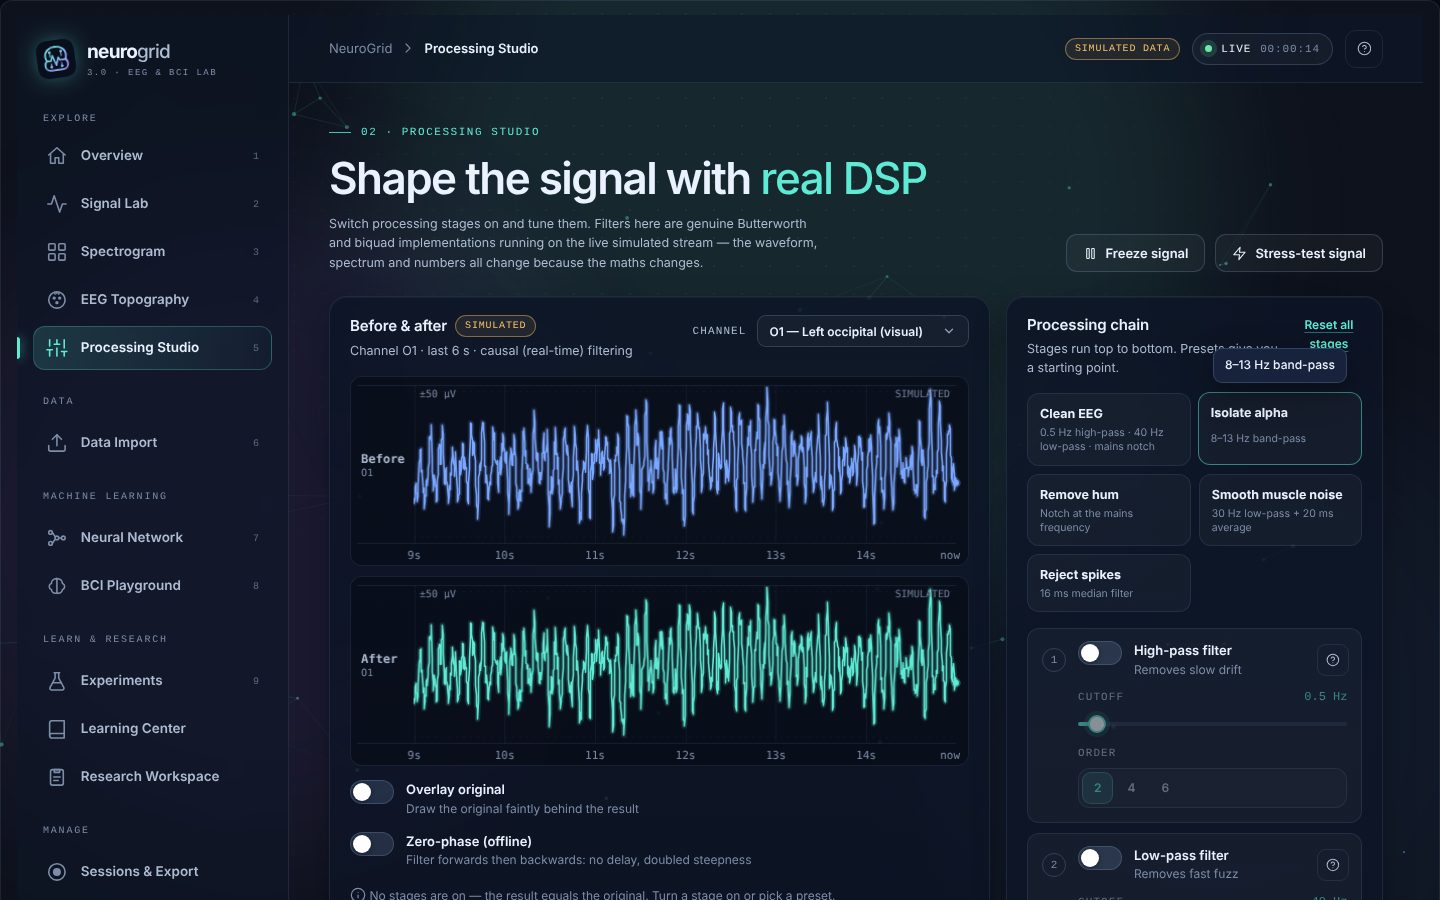 neurogrid
3.0 · EEG & BCI LAB
EXPLORE
Overview 1
Signal Lab 2
Spectrogram 3
EEG Topography 4
Processing Studio 5
DATA
Data Import 6
MACHINE LEARNING
Neural Network 7
BCI Playground 8
LEARN & RESEARCH
Experiments 9
Learning Center
Research Workspace
MANAGE
Sessions & Export
NeuroGrid > Processing Studio
SIMULATED DATA
LIVE 00:00:14
02 · PROCESSING STUDIO
Shape the signal with real DSP
Switch processing stages on and tune them. Filters here are genuine Butterworth
and biquad implementations running on the live simulated stream — the waveform,
spectrum and numbers all change because the maths changes.
Freeze signal
Stress-test signal
Before & after SIMULATED
CHANNEL O1 — Left occipital (visual)
Channel O1 · last 6 s · causal (real-time) filtering
±50 µV SIMULATED
Before
O1
9s 10s 11s 12s 13s 14s now
±50 µV SIMULATED
After
O1
9s 10s 11s 12s 13s 14s now
Overlay original
Draw the original faintly behind the result
Zero-phase (offline)
Filter forwards then backwards: no delay, doubled steepness
No stages are on — the result equals the original. Turn a stage on or pick a preset.
Processing chain
Reset all
stages
Stages run top to bottom. Presets give you
a starting point.
8–13 Hz band-pass
Clean EEG
0.5 Hz high-pass · 40 Hz
low-pass · mains notch
Isolate alpha
8–13 Hz band-pass
Remove hum
Notch at the mains
frequency
Smooth muscle noise
30 Hz low-pass + 20 ms
average
Reject spikes
16 ms median filter
1 High-pass filter
Removes slow drift
CUTOFF 0.5 Hz
ORDER
2 4 6
2 Low-pass filter
Removes fast fuzz